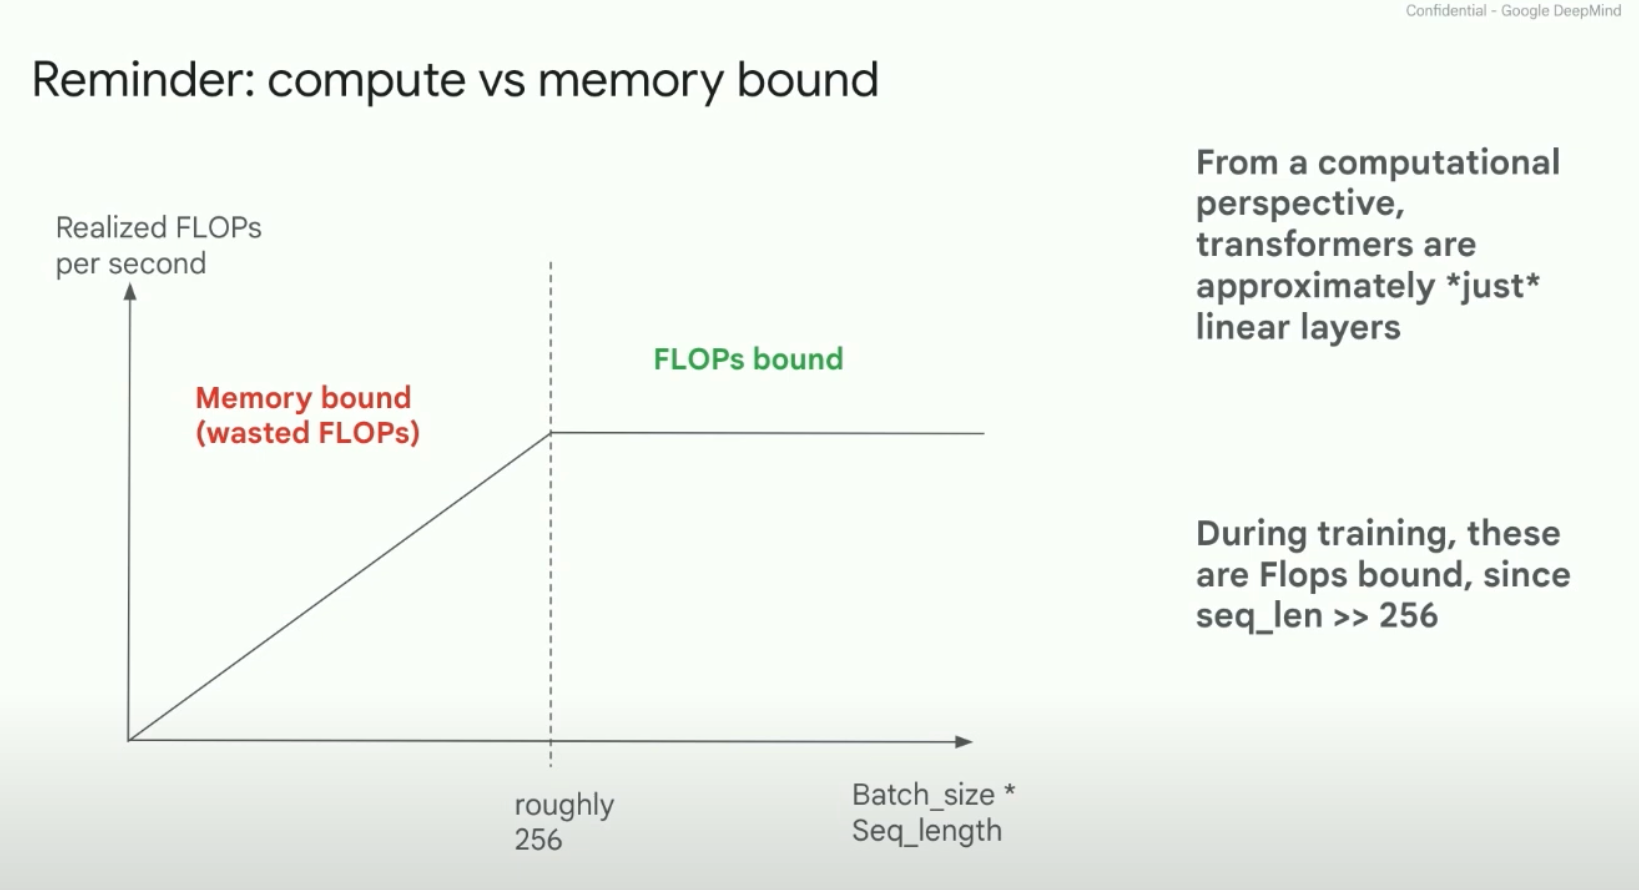 Confidential - Google DeepMind
Reminder: compute vs memory bound
Realized FLOPs
per second
Memory bound
(wasted FLOPs)
FLOPs bound
roughly
256
Batch_size *
Seq_length
From a computational
perspective,
transformers are
approximately *just*
linear layers
During training, these
are Flops bound, since
seq_len >> 256